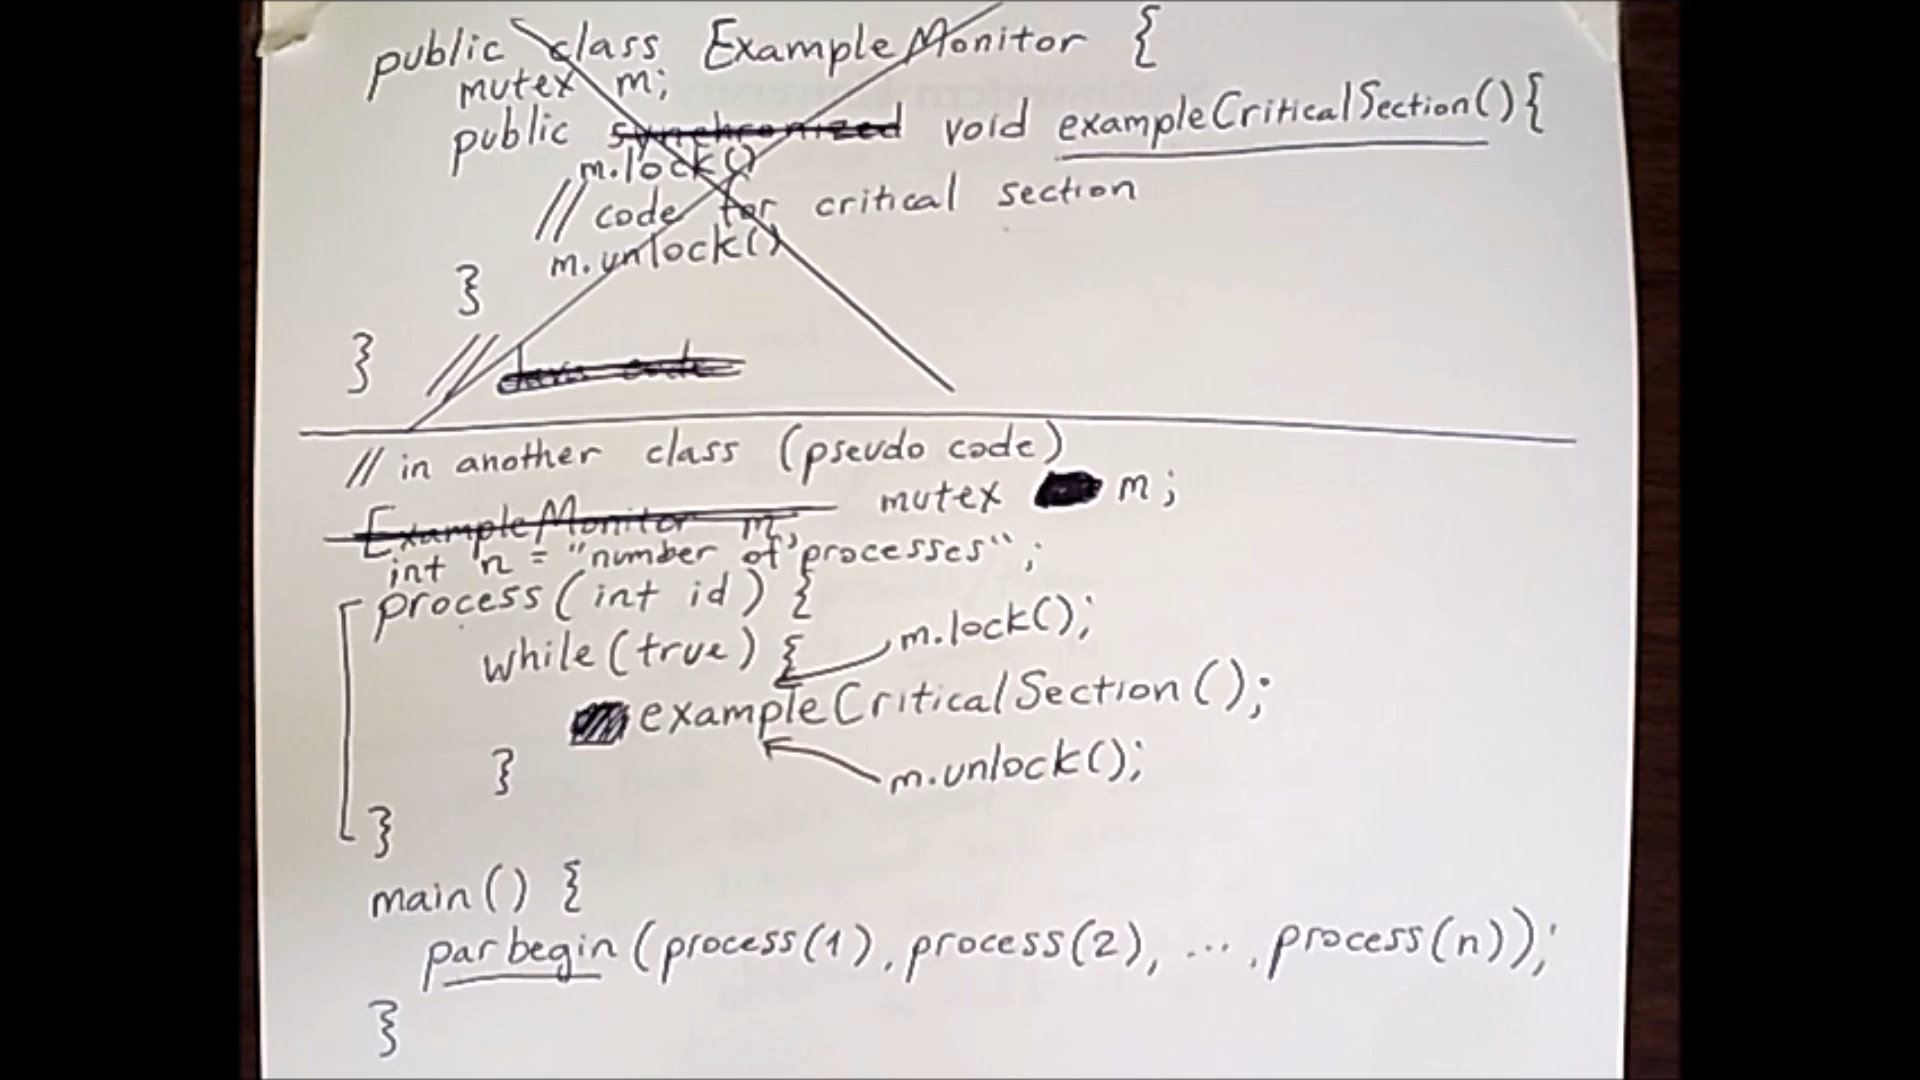 public class ExampleMonitor {
mutex m;
public synchronized void exampleCriticalSection(){
m.lock()
// code for critical section
m.unlock()
}
} //
// in another class (pseudo code)
ExampleMonitor m; mutex m;
int n = "number of processes";
process(int id) {
while(true) { m.lock();
exampleCriticalSection();
} m.unlock();
}
main() {
parbegin (process(1), process(2), ..., process(n));
}